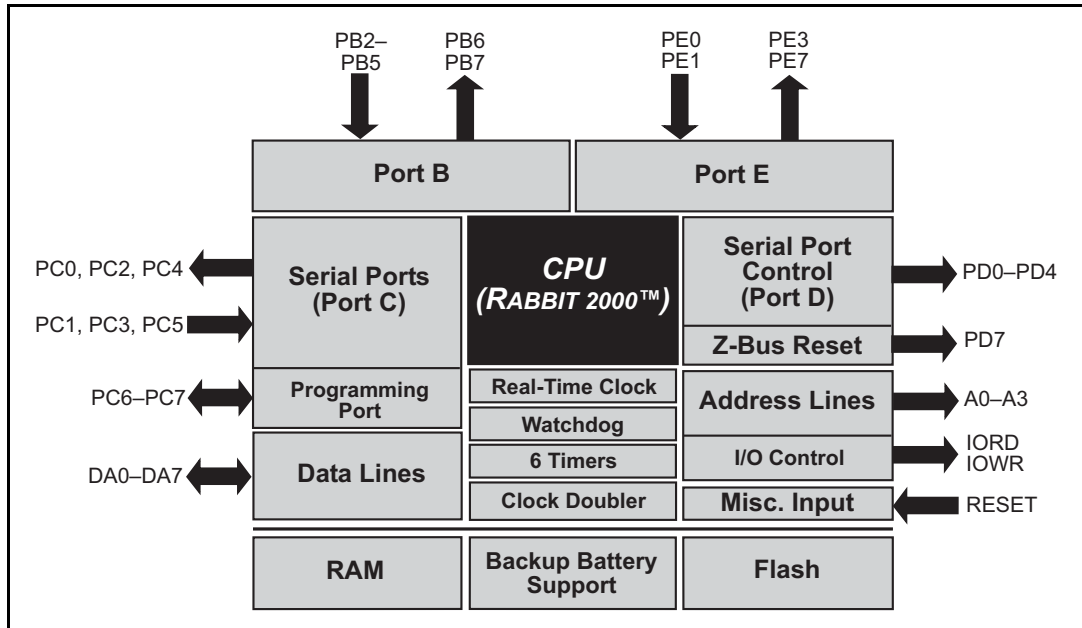 PB2–
PB5
PB6
PB7
PE0
PE1
PE3
PE7
Port B
Port E
PC0, PC2, PC4
PC1, PC3, PC5
Serial Ports
(Port C)
CPU
(RABBIT 2000™)
Serial Port
Control
(Port D)
PD0–PD4
Z-Bus Reset
PD7
PC6–PC7
Programming
Port
Real-Time Clock
Watchdog
Address Lines
A0–A3
DA0–DA7
Data Lines
6 Timers
Clock Doubler
I/O Control
IORD
IOWR
Misc. Input
RESET
RAM
Backup Battery
Support
Flash